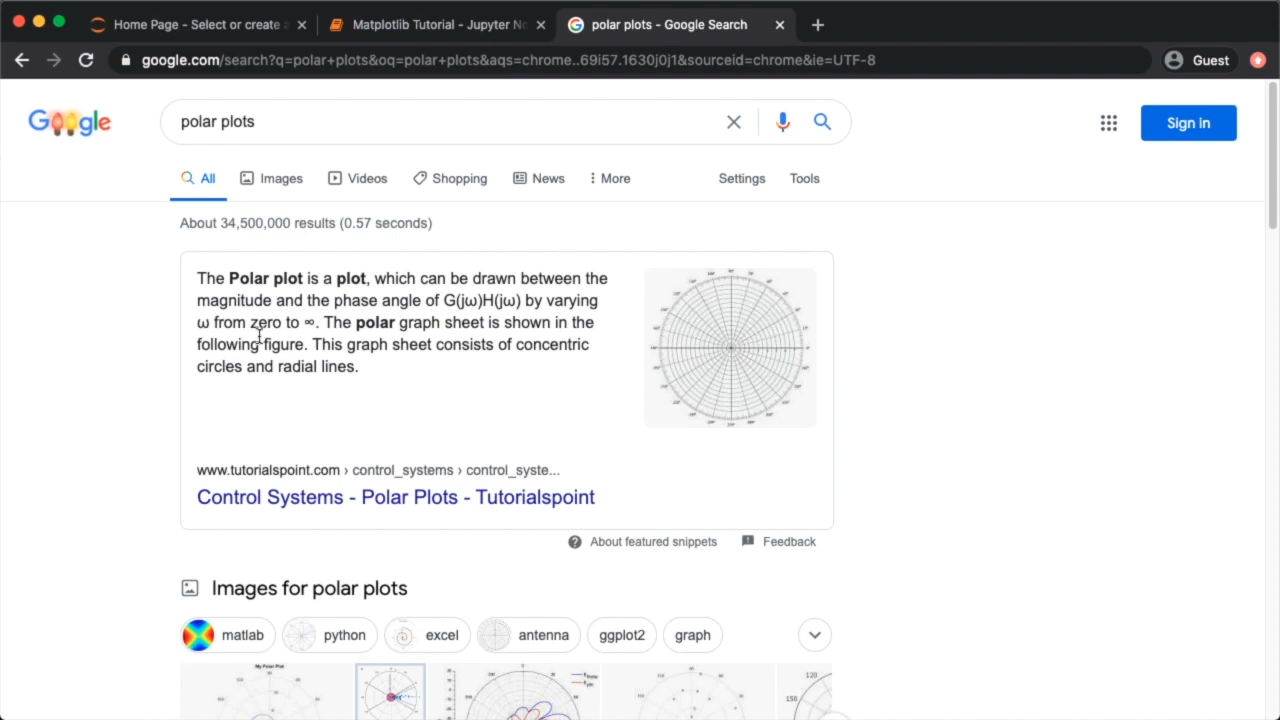 Home Page - Select or create a
Matplotlib Tutorial - Jupyter No
polar plots - Google Search
google.com/search?q=polar+plots&oq=polar+plots&aqs=chrome..69i57.1630j0j1&sourceid=chrome&ie=UTF-8
Guest
Google
polar plots
Sign in
All
Images
Videos
Shopping
News
More
Settings
Tools
About 34,500,000 results (0.57 seconds)
The Polar plot is a plot, which can be drawn between the
magnitude and the phase angle of G(jω)H(jω) by varying
ω from zero to ∞. The polar graph sheet is shown in the
following figure. This graph sheet consists of concentric
circles and radial lines.
www.tutorialspoint.com › control_systems › control_syste...
Control Systems - Polar Plots - Tutorialspoint
About featured snippets
Feedback
Images for polar plots
matlab
python
excel
antenna
ggplot2
graph
My Polar Plot
120
150